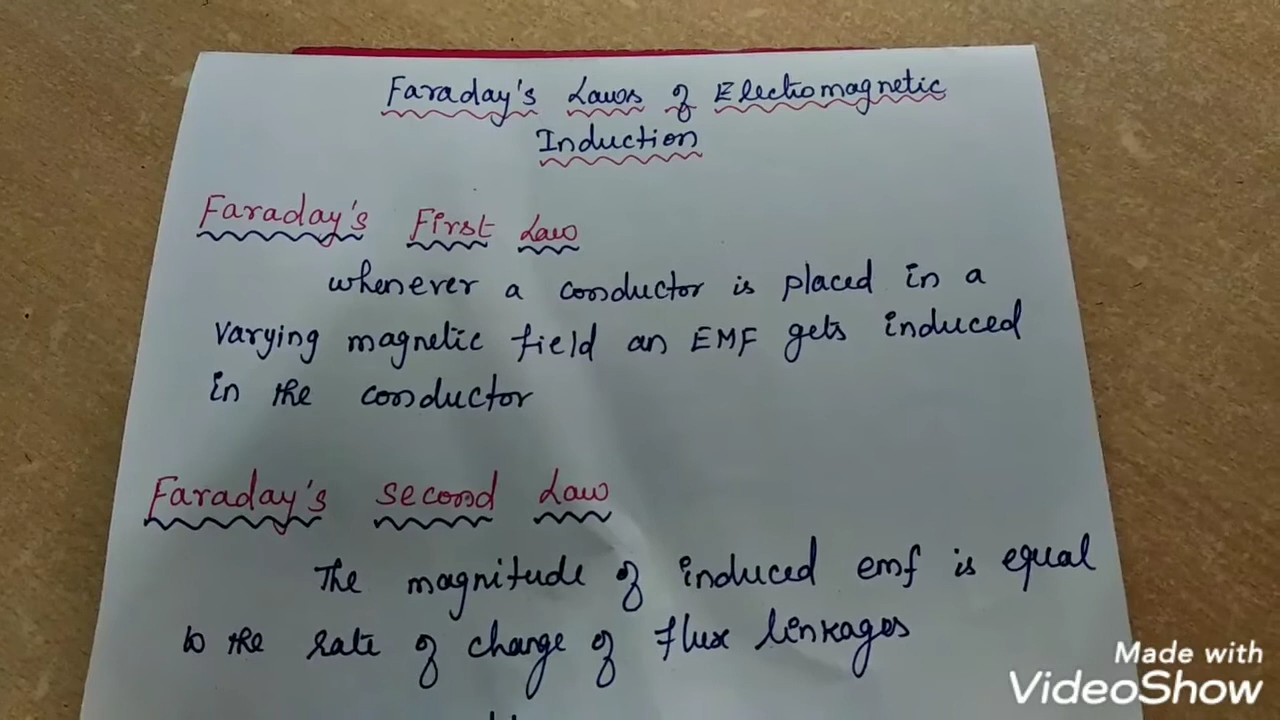 Faraday's Laws of Electromagnetic
Induction
Faraday's First Law
whenever a conductor is placed in a
varying magnetic field an EMF gets induced
in the conductor
Faraday's second Law
The magnitude of induced emf is equal
to the rate of change of flux linkages
Made with
VideoShow